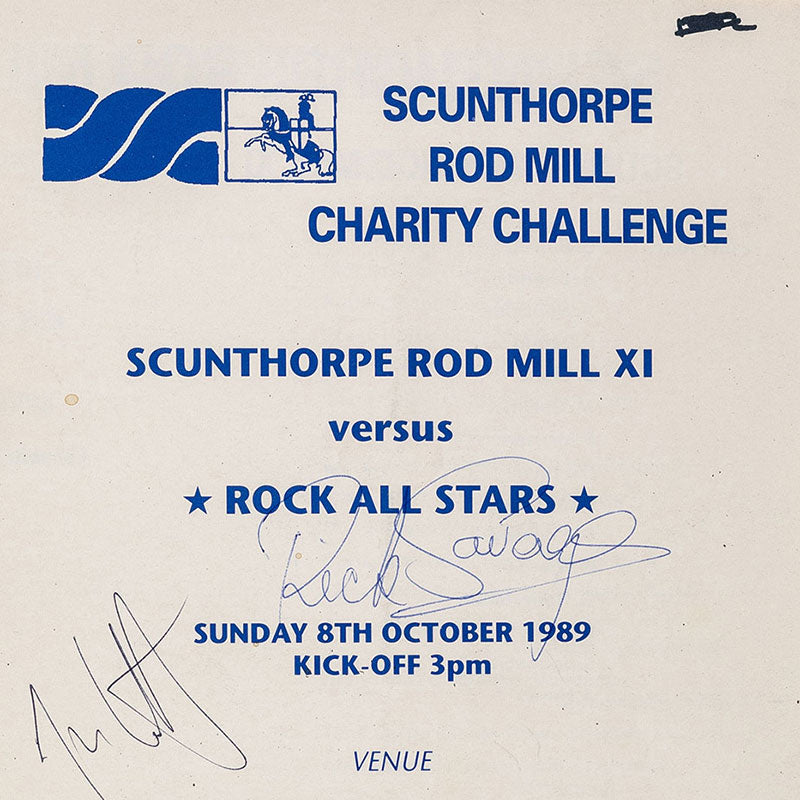 SCUNTHORPE
ROD MILL
CHARITY CHALLENGE
SCUNTHORPE ROD MILL XI
versus
★ ROCK ALL STARS ★
Rick Savage
SUNDAY 8TH OCTOBER 1989
KICK-OFF 3pm
VENUE